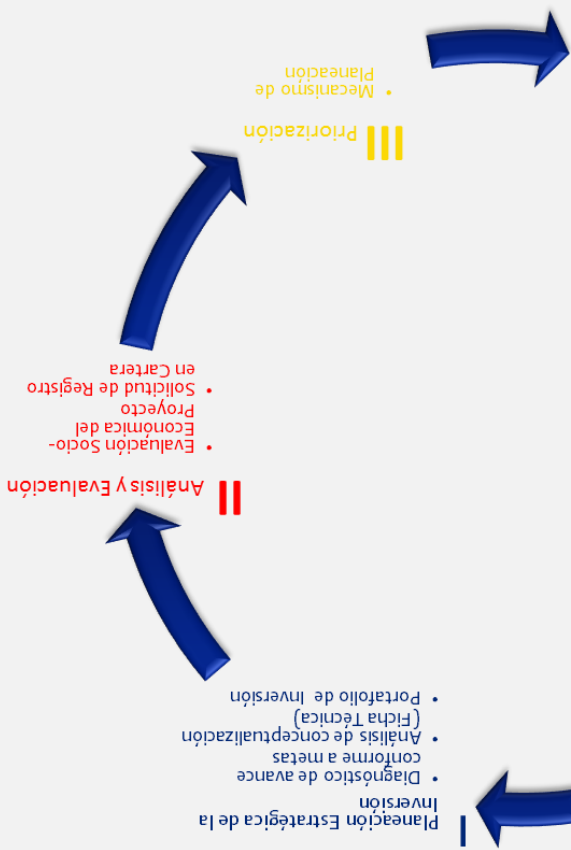 I
Planeación Estratégica de la
Inversión
• Diagnóstico de avance
conforme a metas
• Análisis de conceptualización
(Ficha Técnica)
• Portafolio de Inversión
II
Análisis y Evaluación
• Evaluación Socio-
Económica del
Proyecto
• Solicitud de Registro
en Cartera
III
Priorización
• Mecanismo de
Planeación